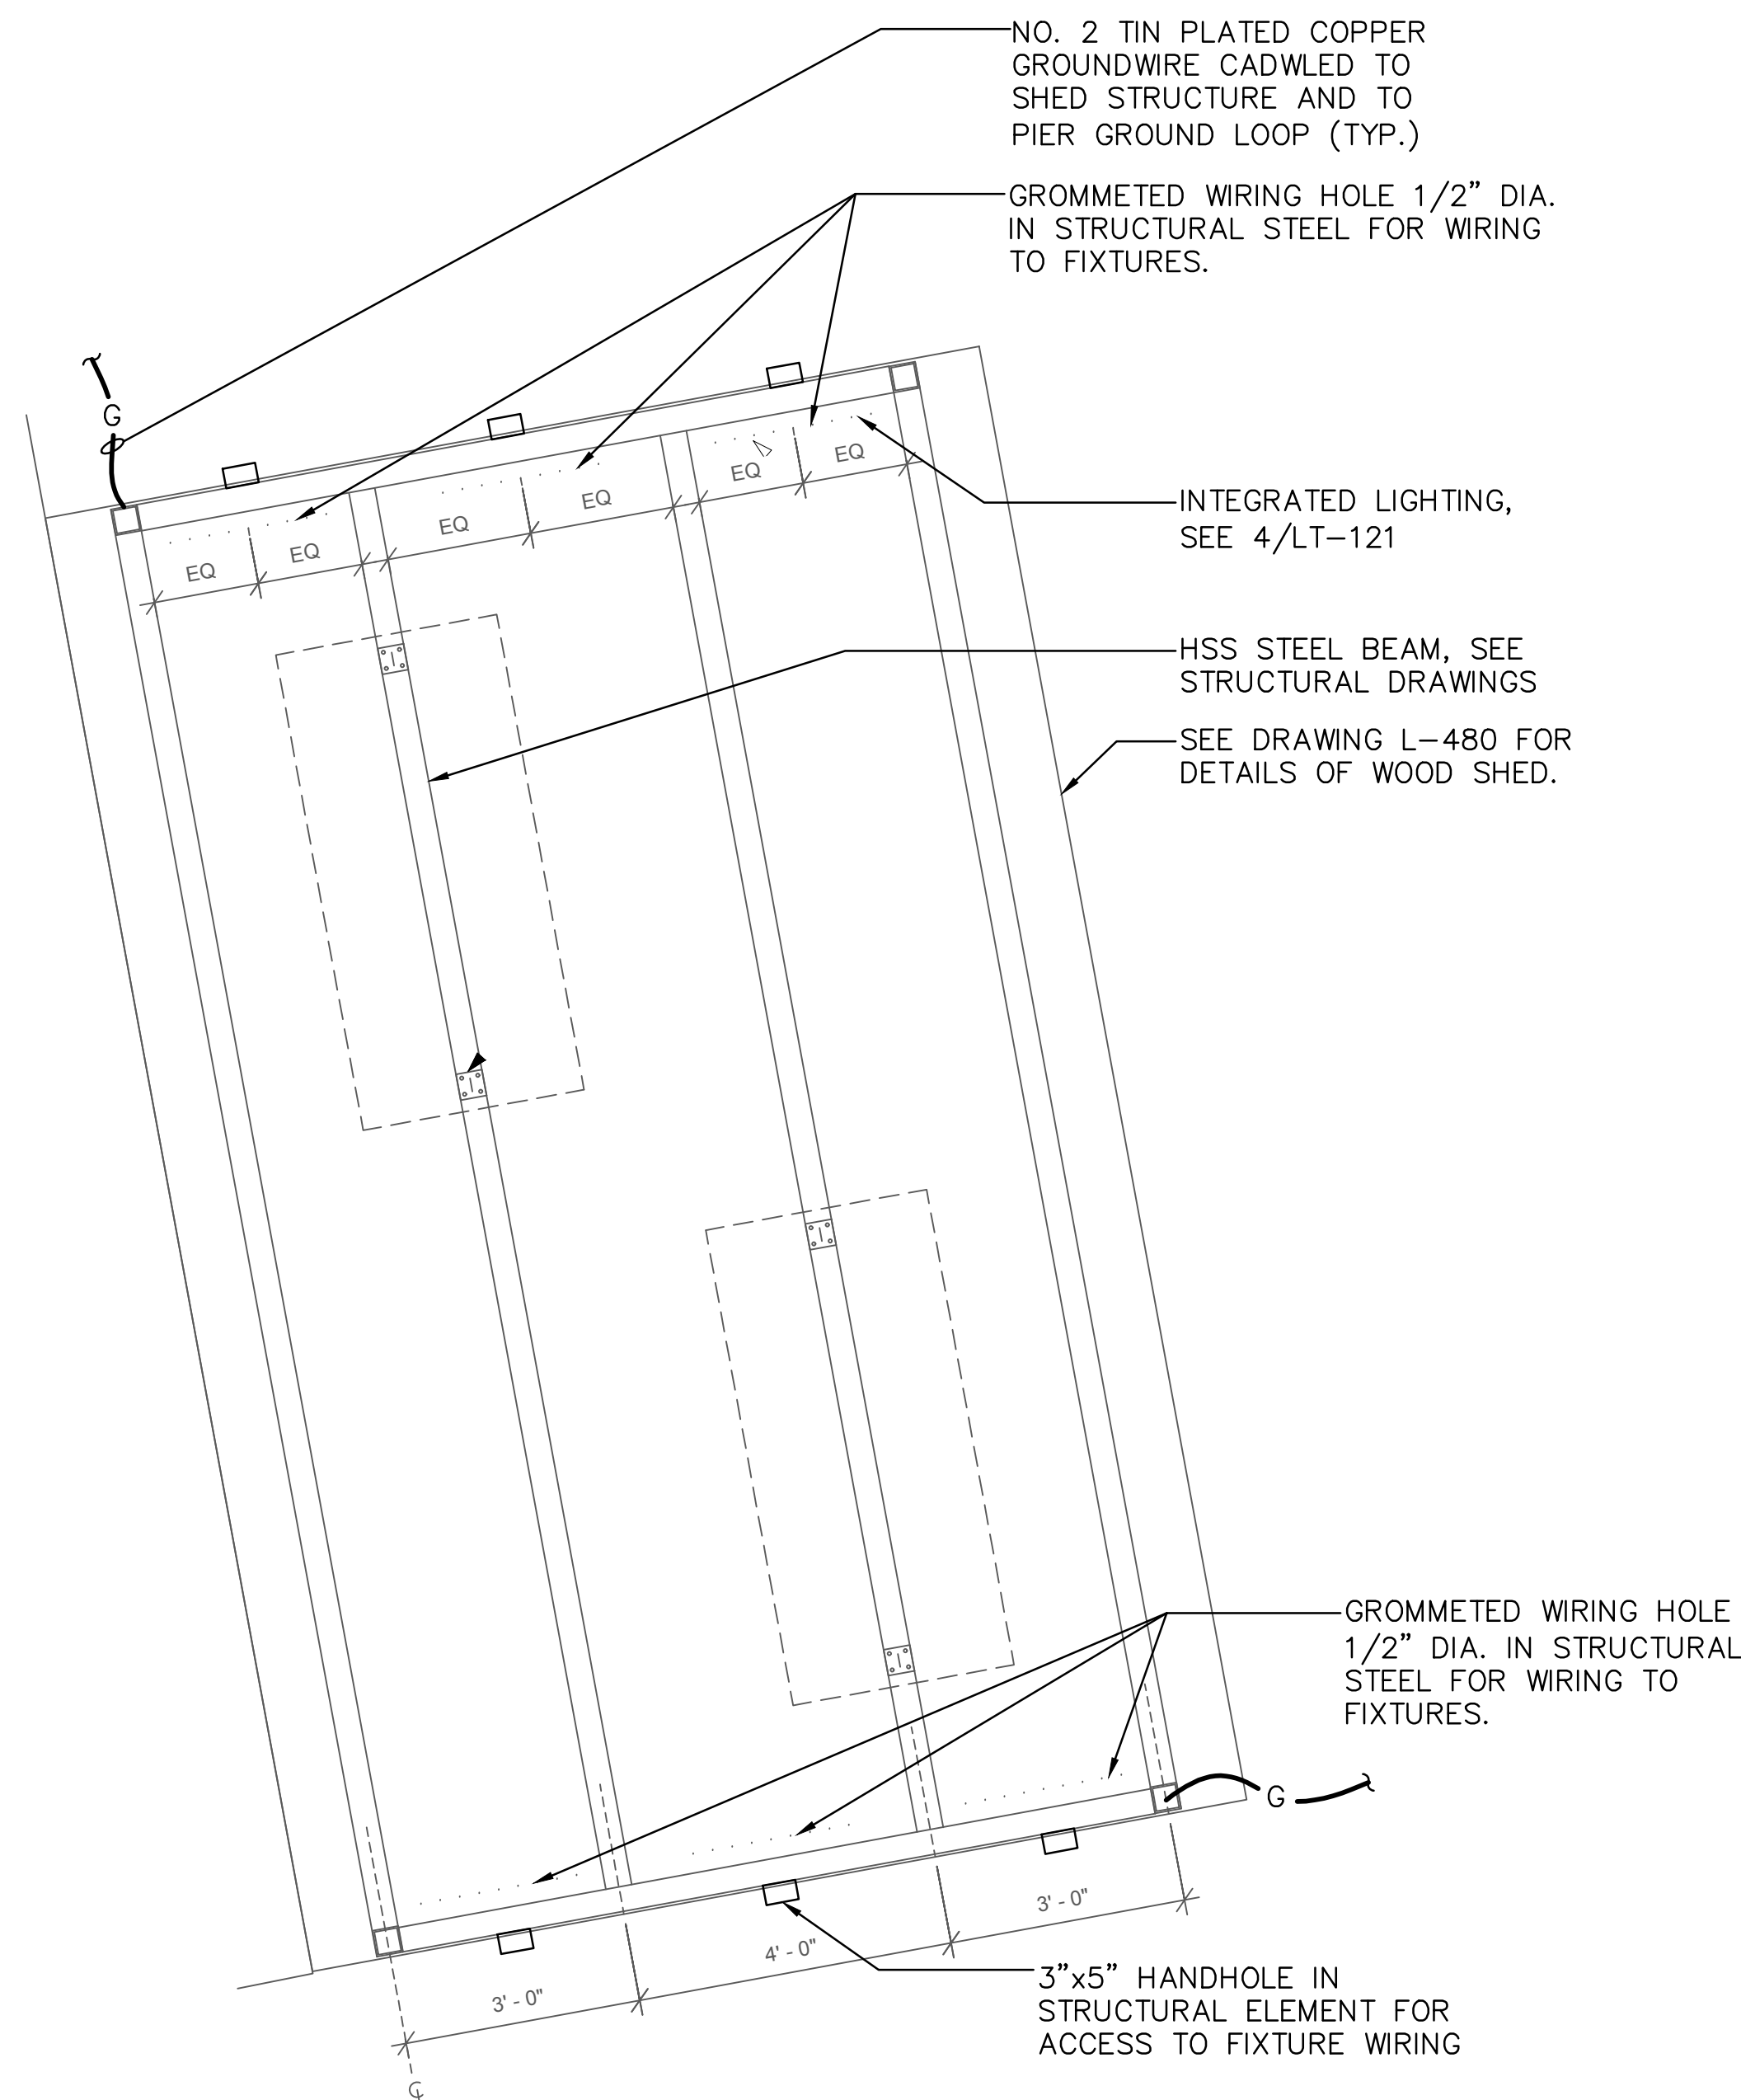 NO. 2 TIN PLATED COPPER
GROUNDWIRE CADWLED TO
SHED STRUCTURE AND TO
PIER GROUND LOOP (TYP.)
GROMMETED WIRING HOLE 1/2" DIA.
IN STRUCTURAL STEEL FOR WIRING
TO FIXTURES.
G
EQ
EQ
EQ
EQ
EQ
EQ
INTEGRATED LIGHTING,
SEE 4/LT-121
HSS STEEL BEAM, SEE
STRUCTURAL DRAWINGS
SEE DRAWING L-480 FOR
DETAILS OF WOOD SHED.
GROMMETED WIRING HOLE
1/2" DIA. IN STRUCTURAL
STEEL FOR WIRING TO
FIXTURES.
G
3' - 0"
4' - 0"
3' - 0"
3"x5" HANDHOLE IN
STRUCTURAL ELEMENT FOR
ACCESS TO FIXTURE WIRING
℄